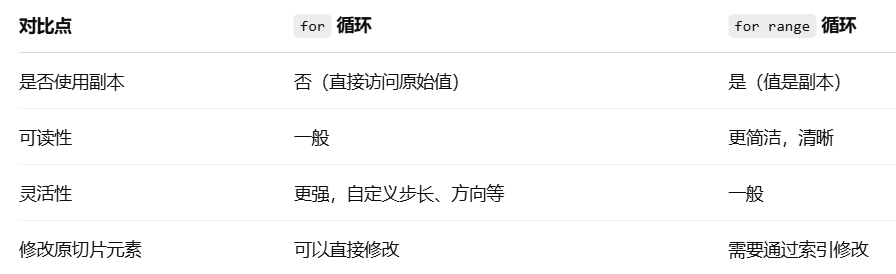 对比点 for 循环 for range 循环
是否使用副本 否（直接访问原始值） 是（值是副本）
可读性 一般 更简洁，清晰
灵活性 更强，自定义步长、方向等 一般
修改原切片元素 可以直接修改 需要通过索引修改